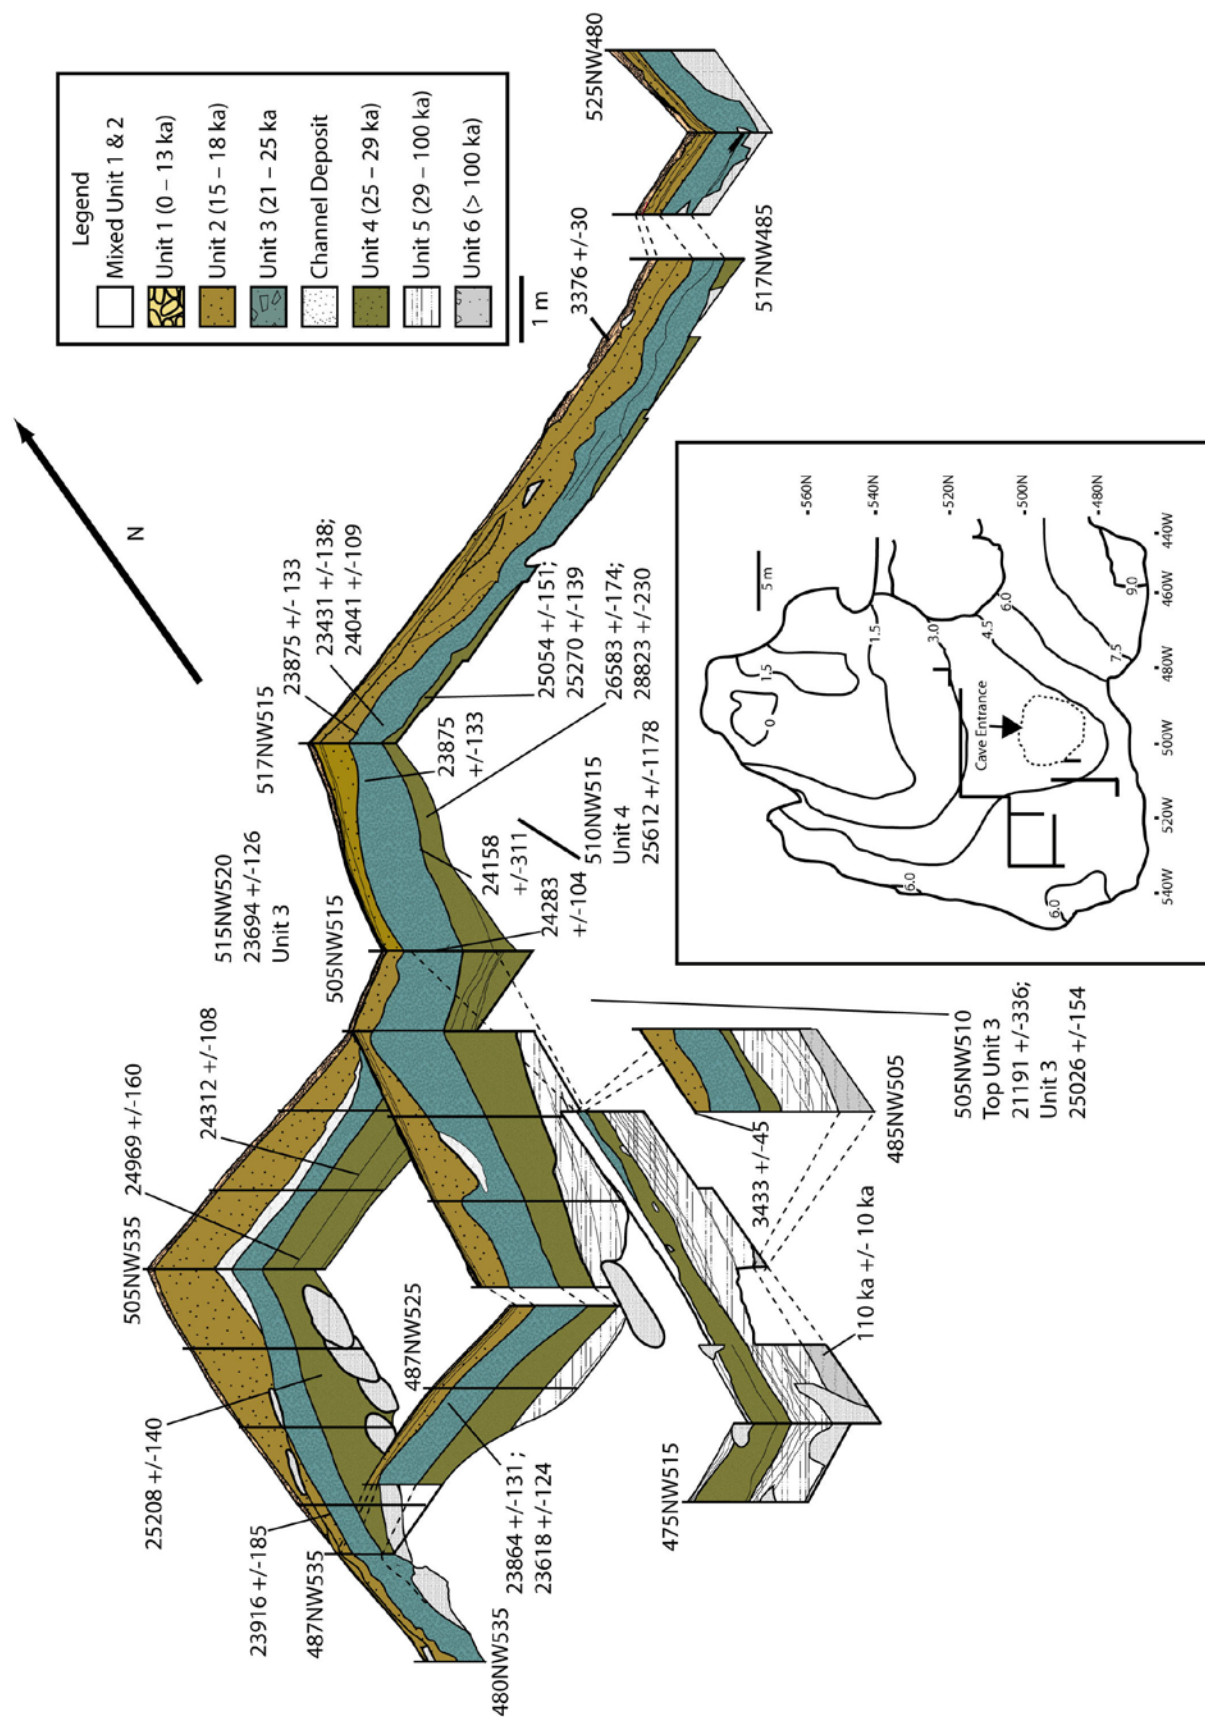 Legend
Mixed Unit 1 & 2
Unit 1 (0 – 13 ka)
Unit 2 (15 – 18 ka)
Unit 3 (21 – 25 ka
Channel Deposit
Unit 4 (25 – 29 ka)
Unit 5 (29 – 100 ka)
Unit 6 (> 100 ka)
1 m
N
525NW480
3376 +/-30
517NW485
517NW515
23875 +/- 133
23431 +/-138;
24041 +/-109
25054 +/-151;
25270 +/-139
26583 +/-174;
28823 +/-230
23875
+/-133
510NW515
Unit 4
25612 +/-1178
24158
+/-311
24283
+/-104
515NW520
23694 +/-126
Unit 3
505NW515
24312 +/-108
24969 +/-160
505NW535
25208 +/-140
23916 +/-185
487NW535
480NW535
487NW525
23864 +/-131 ;
23618 +/-124
475NW515
110 ka +/- 10 ka
3433 +/-45
485NW505
505NW510
Top Unit 3
21191 +/-336;
Unit 3
25026 +/-154
5 m
Cave Entrance
560N
540N
520N
500N
480N
440W
460W
480W
500W
520W
540W
0
1.5
1.5
3.0
4.5
6.0
7.5
9.0
6.0
6.0